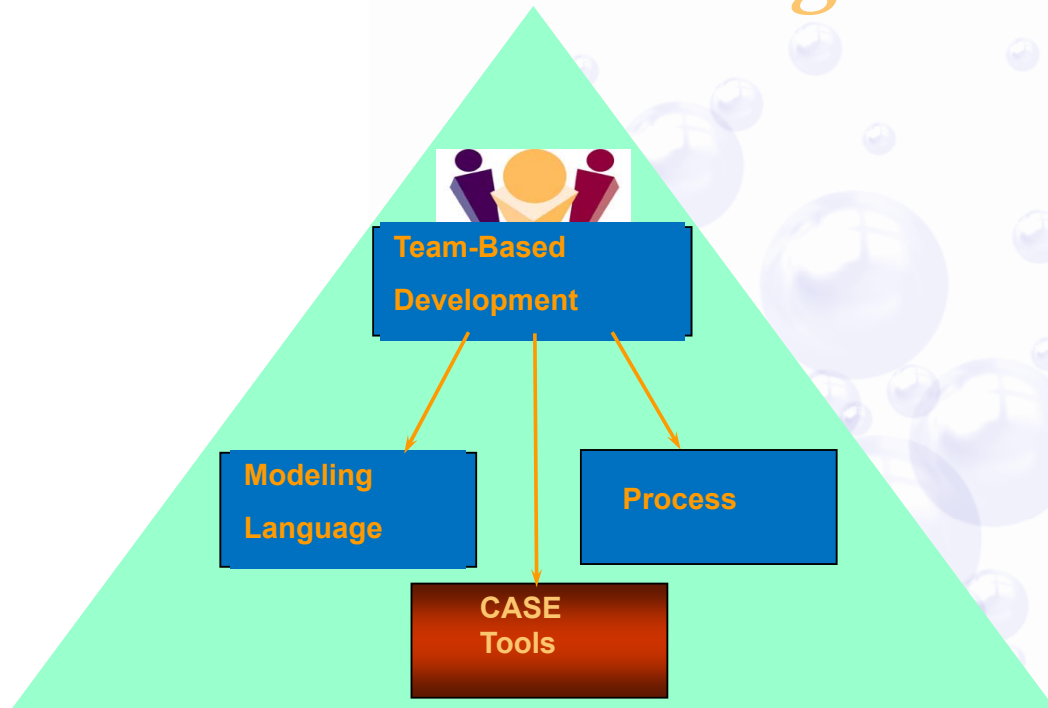 g
Team-Based
Development
Modeling
Language
Process
CASE
Tools